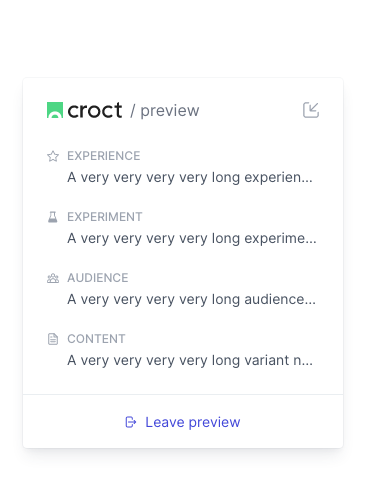 croct / preview
EXPERIENCE
A very very very very long experien...
EXPERIMENT
A very very very very long experime...
AUDIENCE
A very very very very long audience...
CONTENT
A very very very very long variant n...
Leave preview